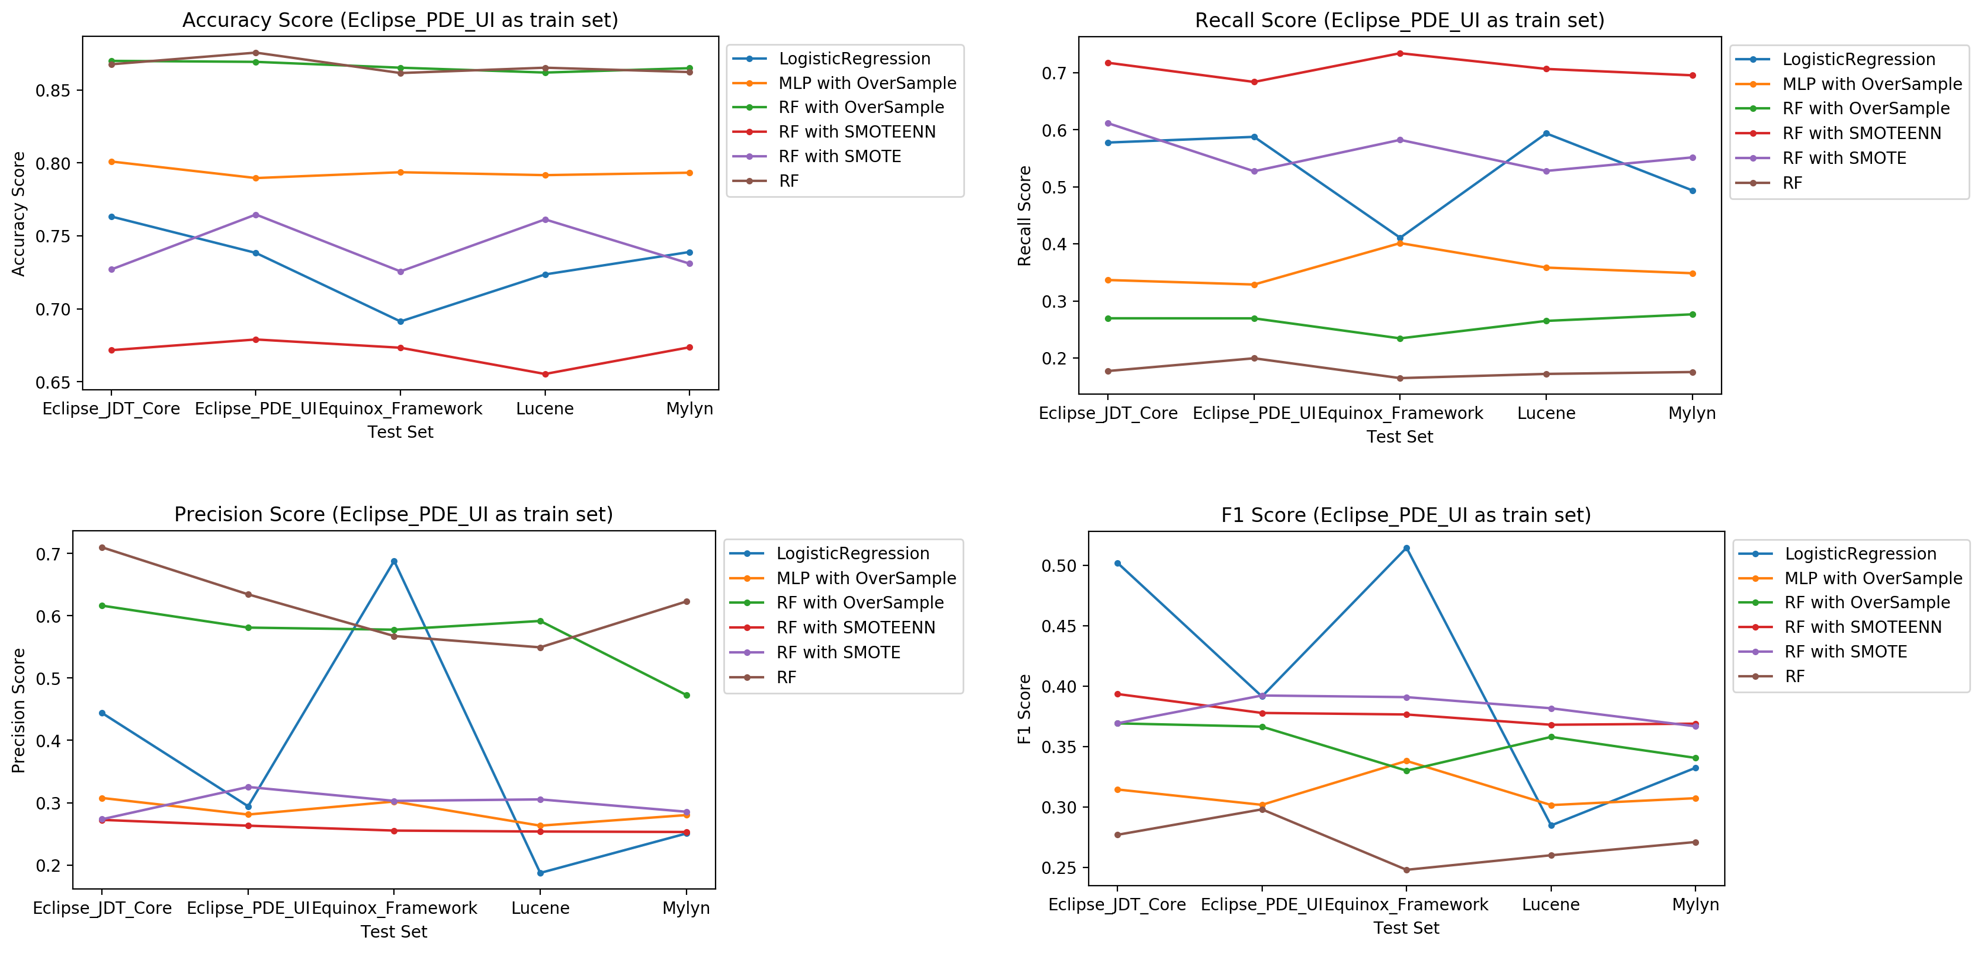 Accuracy Score (Eclipse_PDE_UI as train set)
0.85
0.80
0.75
0.70
0.65
Accuracy Score
Eclipse_JDT_Core Eclipse_PDE_UI Equinox_Framework Lucene Mylyn
Test Set
LogisticRegression
MLP with OverSample
RF with OverSample
RF with SMOTEENN
RF with SMOTE
RF
Recall Score (Eclipse_PDE_UI as train set)
0.7
0.6
0.5
0.4
0.3
0.2
Recall Score
Eclipse_JDT_Core Eclipse_PDE_UI Equinox_Framework Lucene Mylyn
Test Set
LogisticRegression
MLP with OverSample
RF with OverSample
RF with SMOTEENN
RF with SMOTE
RF
Precision Score (Eclipse_PDE_UI as train set)
0.7
0.6
0.5
0.4
0.3
0.2
Precision Score
Eclipse_JDT_Core Eclipse_PDE_UI Equinox_Framework Lucene Mylyn
Test Set
LogisticRegression
MLP with OverSample
RF with OverSample
RF with SMOTEENN
RF with SMOTE
RF
F1 Score (Eclipse_PDE_UI as train set)
0.50
0.45
0.40
0.35
0.30
0.25
F1 Score
Eclipse_JDT_Core Eclipse_PDE_UI Equinox_Framework Lucene Mylyn
Test Set
LogisticRegression
MLP with OverSample
RF with OverSample
RF with SMOTEENN
RF with SMOTE
RF